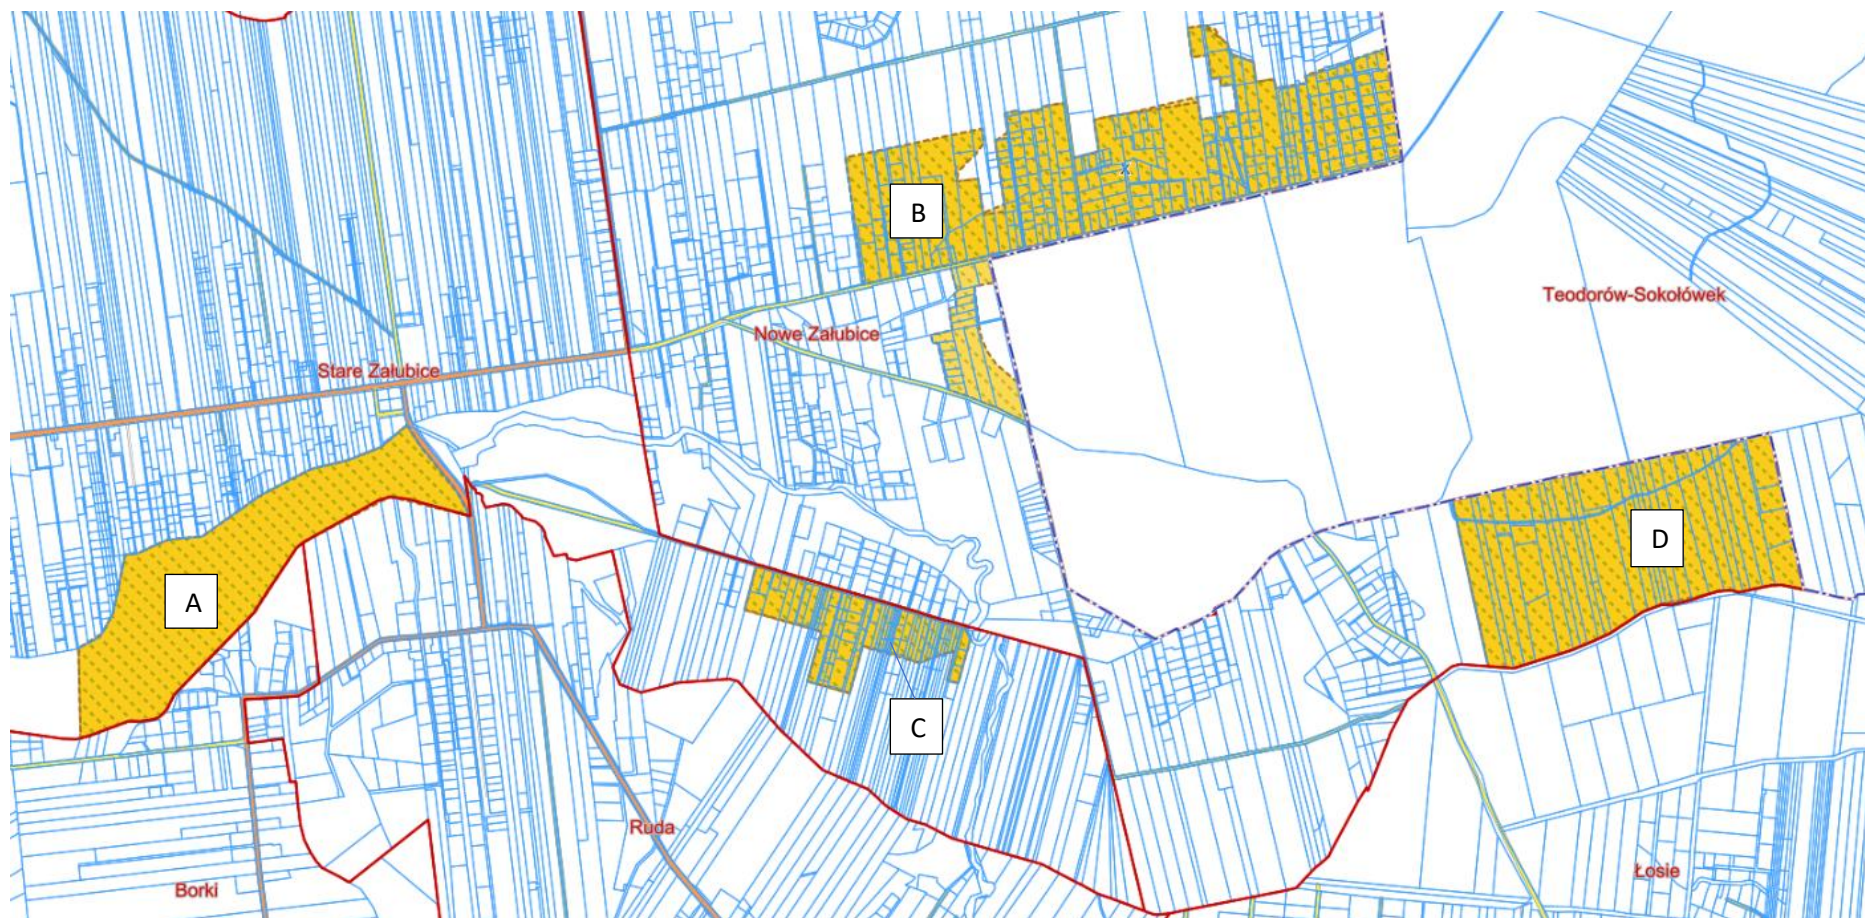 B
X
Teodorów-Sokołówek
Nowe Załubice
Stare Załubice
D
A
C
Ruda
Borki
Łosie